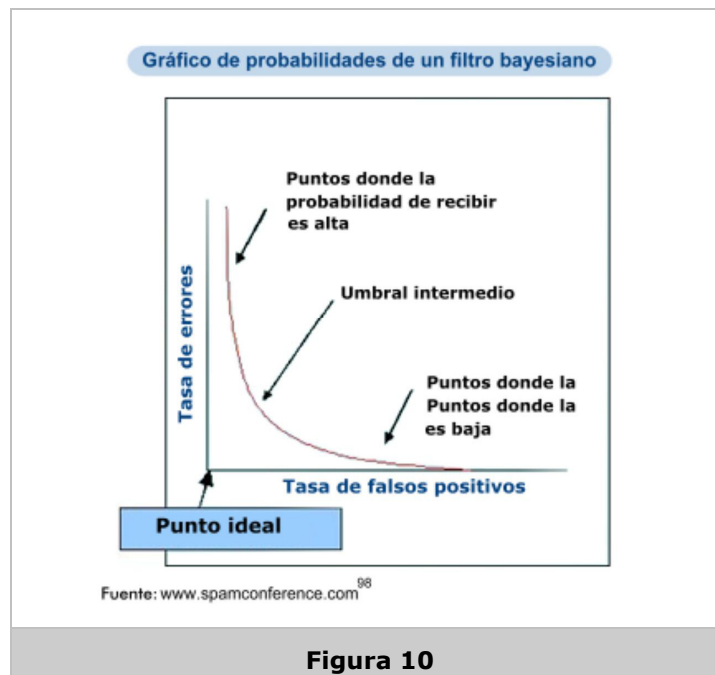 Gráfico de probabilidades de un filtro bayesiano
Puntos donde la
probabilidad de recibir
es alta
Umbral intermedio
Puntos donde la
Puntos donde la
es baja
Tasa de errores
Tasa de falsos positivos
Punto ideal
Fuente: www.spamconference.com98
Figura 10